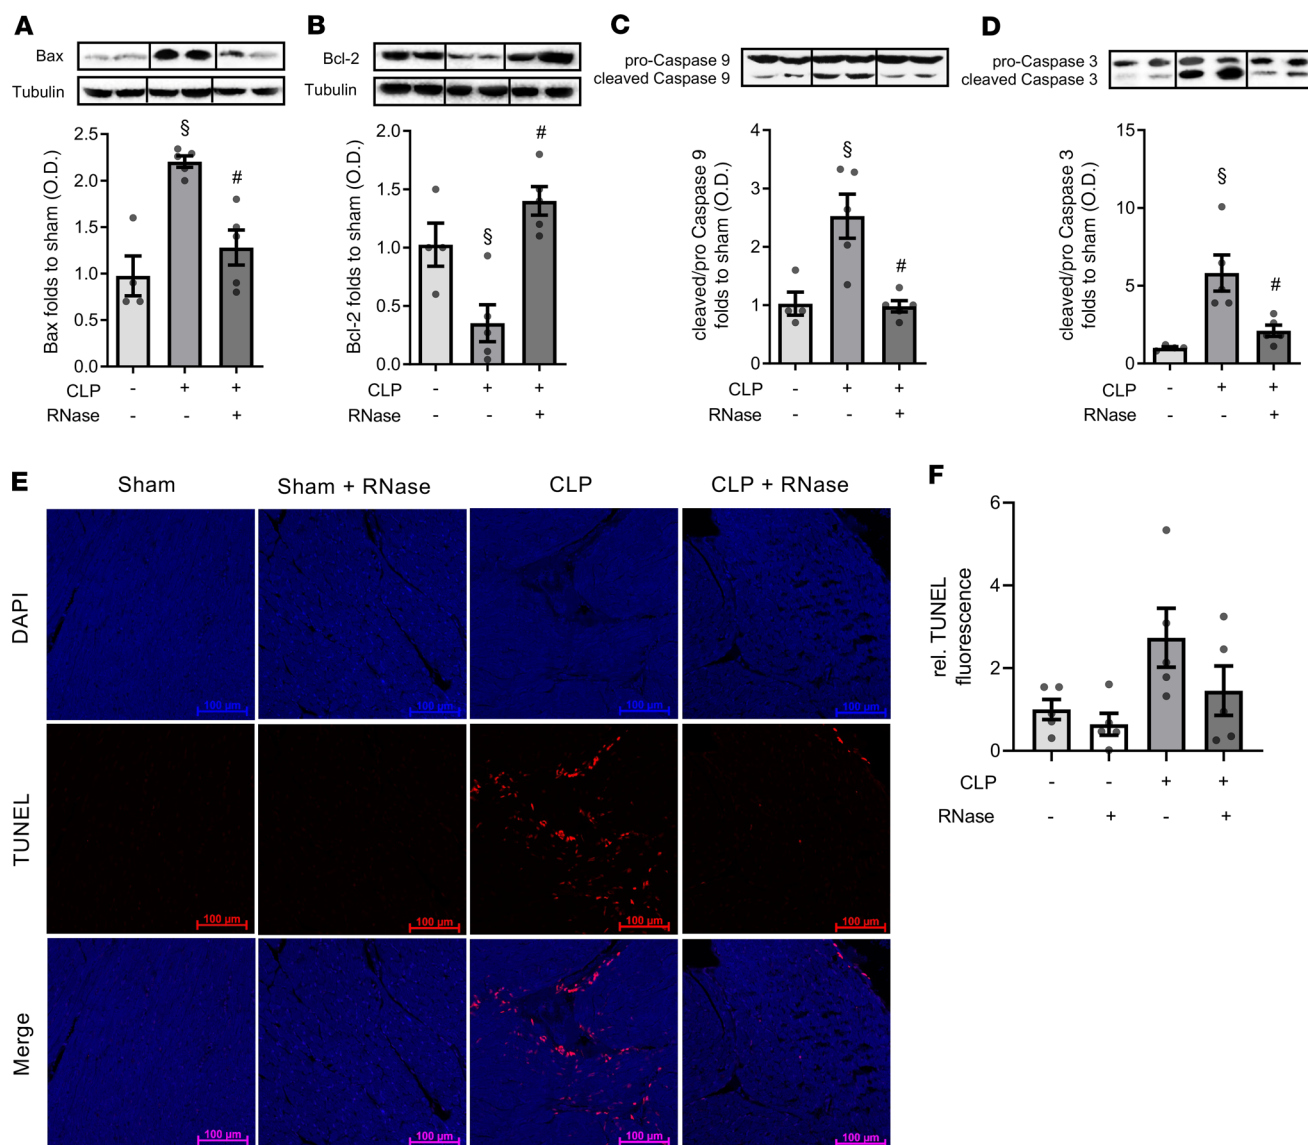 A
Bax
Tubulin
Bax folds to sham (O.D.)
2.5
2.0
1.5
1.0
0.5
0.0
§
#
CLP - + +
RNase - - +
B
Bcl-2
Tubulin
Bcl-2 folds to sham (O.D.)
2.0
1.5
1.0
0.5
0.0
§
#
- + +
- - +
C
pro-Caspase 9
cleaved Caspase 9
cleaved/pro Caspase 9
folds to sham (O.D.)
4
3
2
1
0
§
#
CLP - + +
RNase - - +
D
pro-Caspase 3
cleaved Caspase 3
cleaved/pro Caspase 3
folds to sham (O.D.)
15
10
5
0
§
#
- + +
- - +
E
Sham Sham + RNase CLP CLP + RNase
DAPI
100 µm 100 µm 100 µm 100 µm
TUNEL
100 µm 100 µm 100 µm 100 µm
Merge
100 µm 100 µm 100 µm 100 µm
F
rel. TUNEL
fluorescence
6
4
2
0
CLP - - + +
RNase - + - +